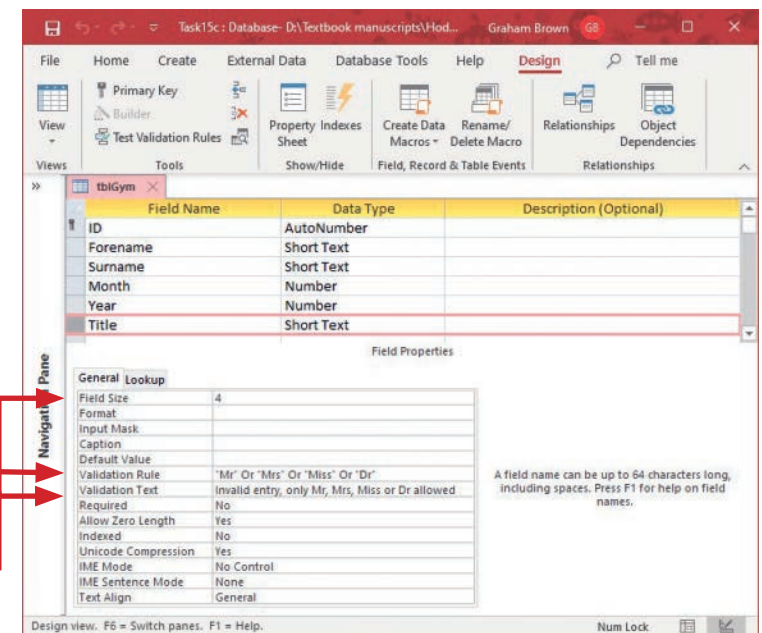 Task15c : Database- D:\Textbook manuscripts\Hod... Graham Brown GB
File Home Create External Data Database Tools Help Design Tell me
View
Primary Key
Builder
Test Validation Rules
Property Sheet
Indexes
Create Data Macros
Rename/ Delete Macro
Relationships
Object Dependencies
Views Tools Show/Hide Field, Record & Table Events Relationships
tblGym
Field Name Data Type Description (Optional)
ID AutoNumber
Forename Short Text
Surname Short Text
Month Number
Year Number
Title Short Text
Navigation Pane
Field Properties
General Lookup
Field Size 4
Format
Input Mask
Caption
Default Value
Validation Rule "Mr" Or "Mrs" Or "Miss" Or "Dr"
Validation Text Invalid entry, only Mr, Mrs, Miss or Dr allowed
Required No
Allow Zero Length Yes
Indexed No
Unicode Compression Yes
IME Mode No Control
IME Sentence Mode None
Text Align General
A field name can be up to 64 characters long,
including spaces. Press F1 for help on field
names.
Design view. F6 = Switch panes. F1 = Help. Num Lock